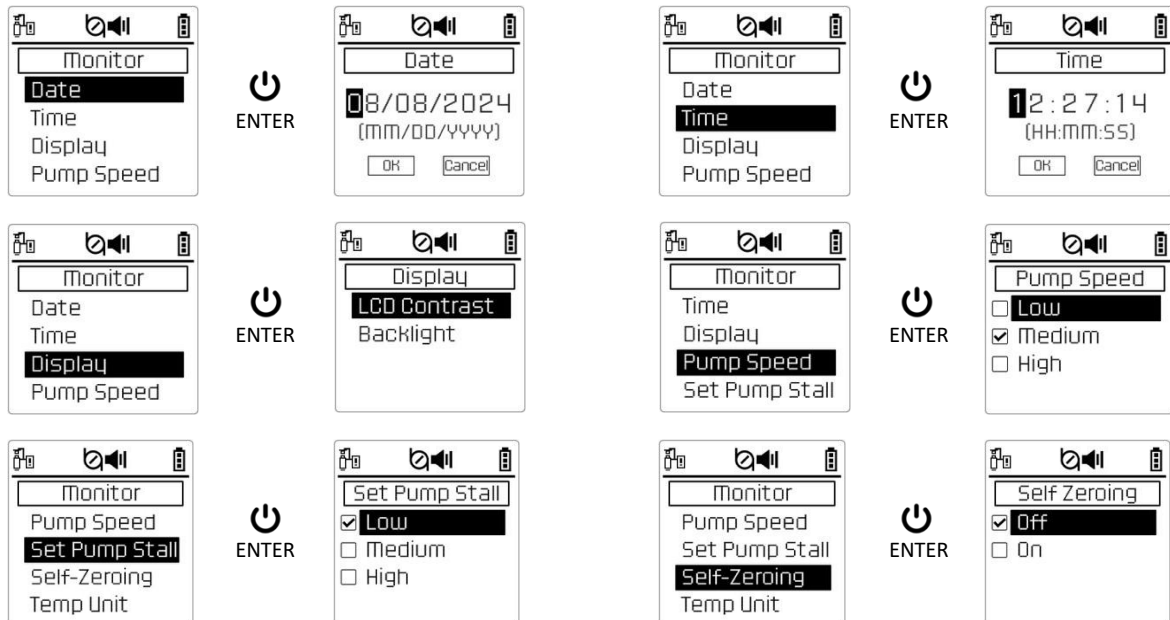 Monitor
Date
Time
Display
Pump Speed
ENTER
Date
08/08/2024
(MM/DD/YYYY)
OK Cancel
Monitor
Date
Time
Display
Pump Speed
ENTER
Time
12:27:14
(HH:MM:SS)
OK Cancel
Monitor
Date
Time
Display
Pump Speed
ENTER
Display
LCD Contrast
Backlight
Monitor
Time
Display
Pump Speed
Set Pump Stall
ENTER
Pump Speed
Low
Medium
High
Monitor
Pump Speed
Set Pump Stall
Self-Zeroing
Temp Unit
ENTER
Set Pump Stall
Low
Medium
High
Monitor
Pump Speed
Set Pump Stall
Self-Zeroing
Temp Unit
ENTER
Self Zeroing
Off
On